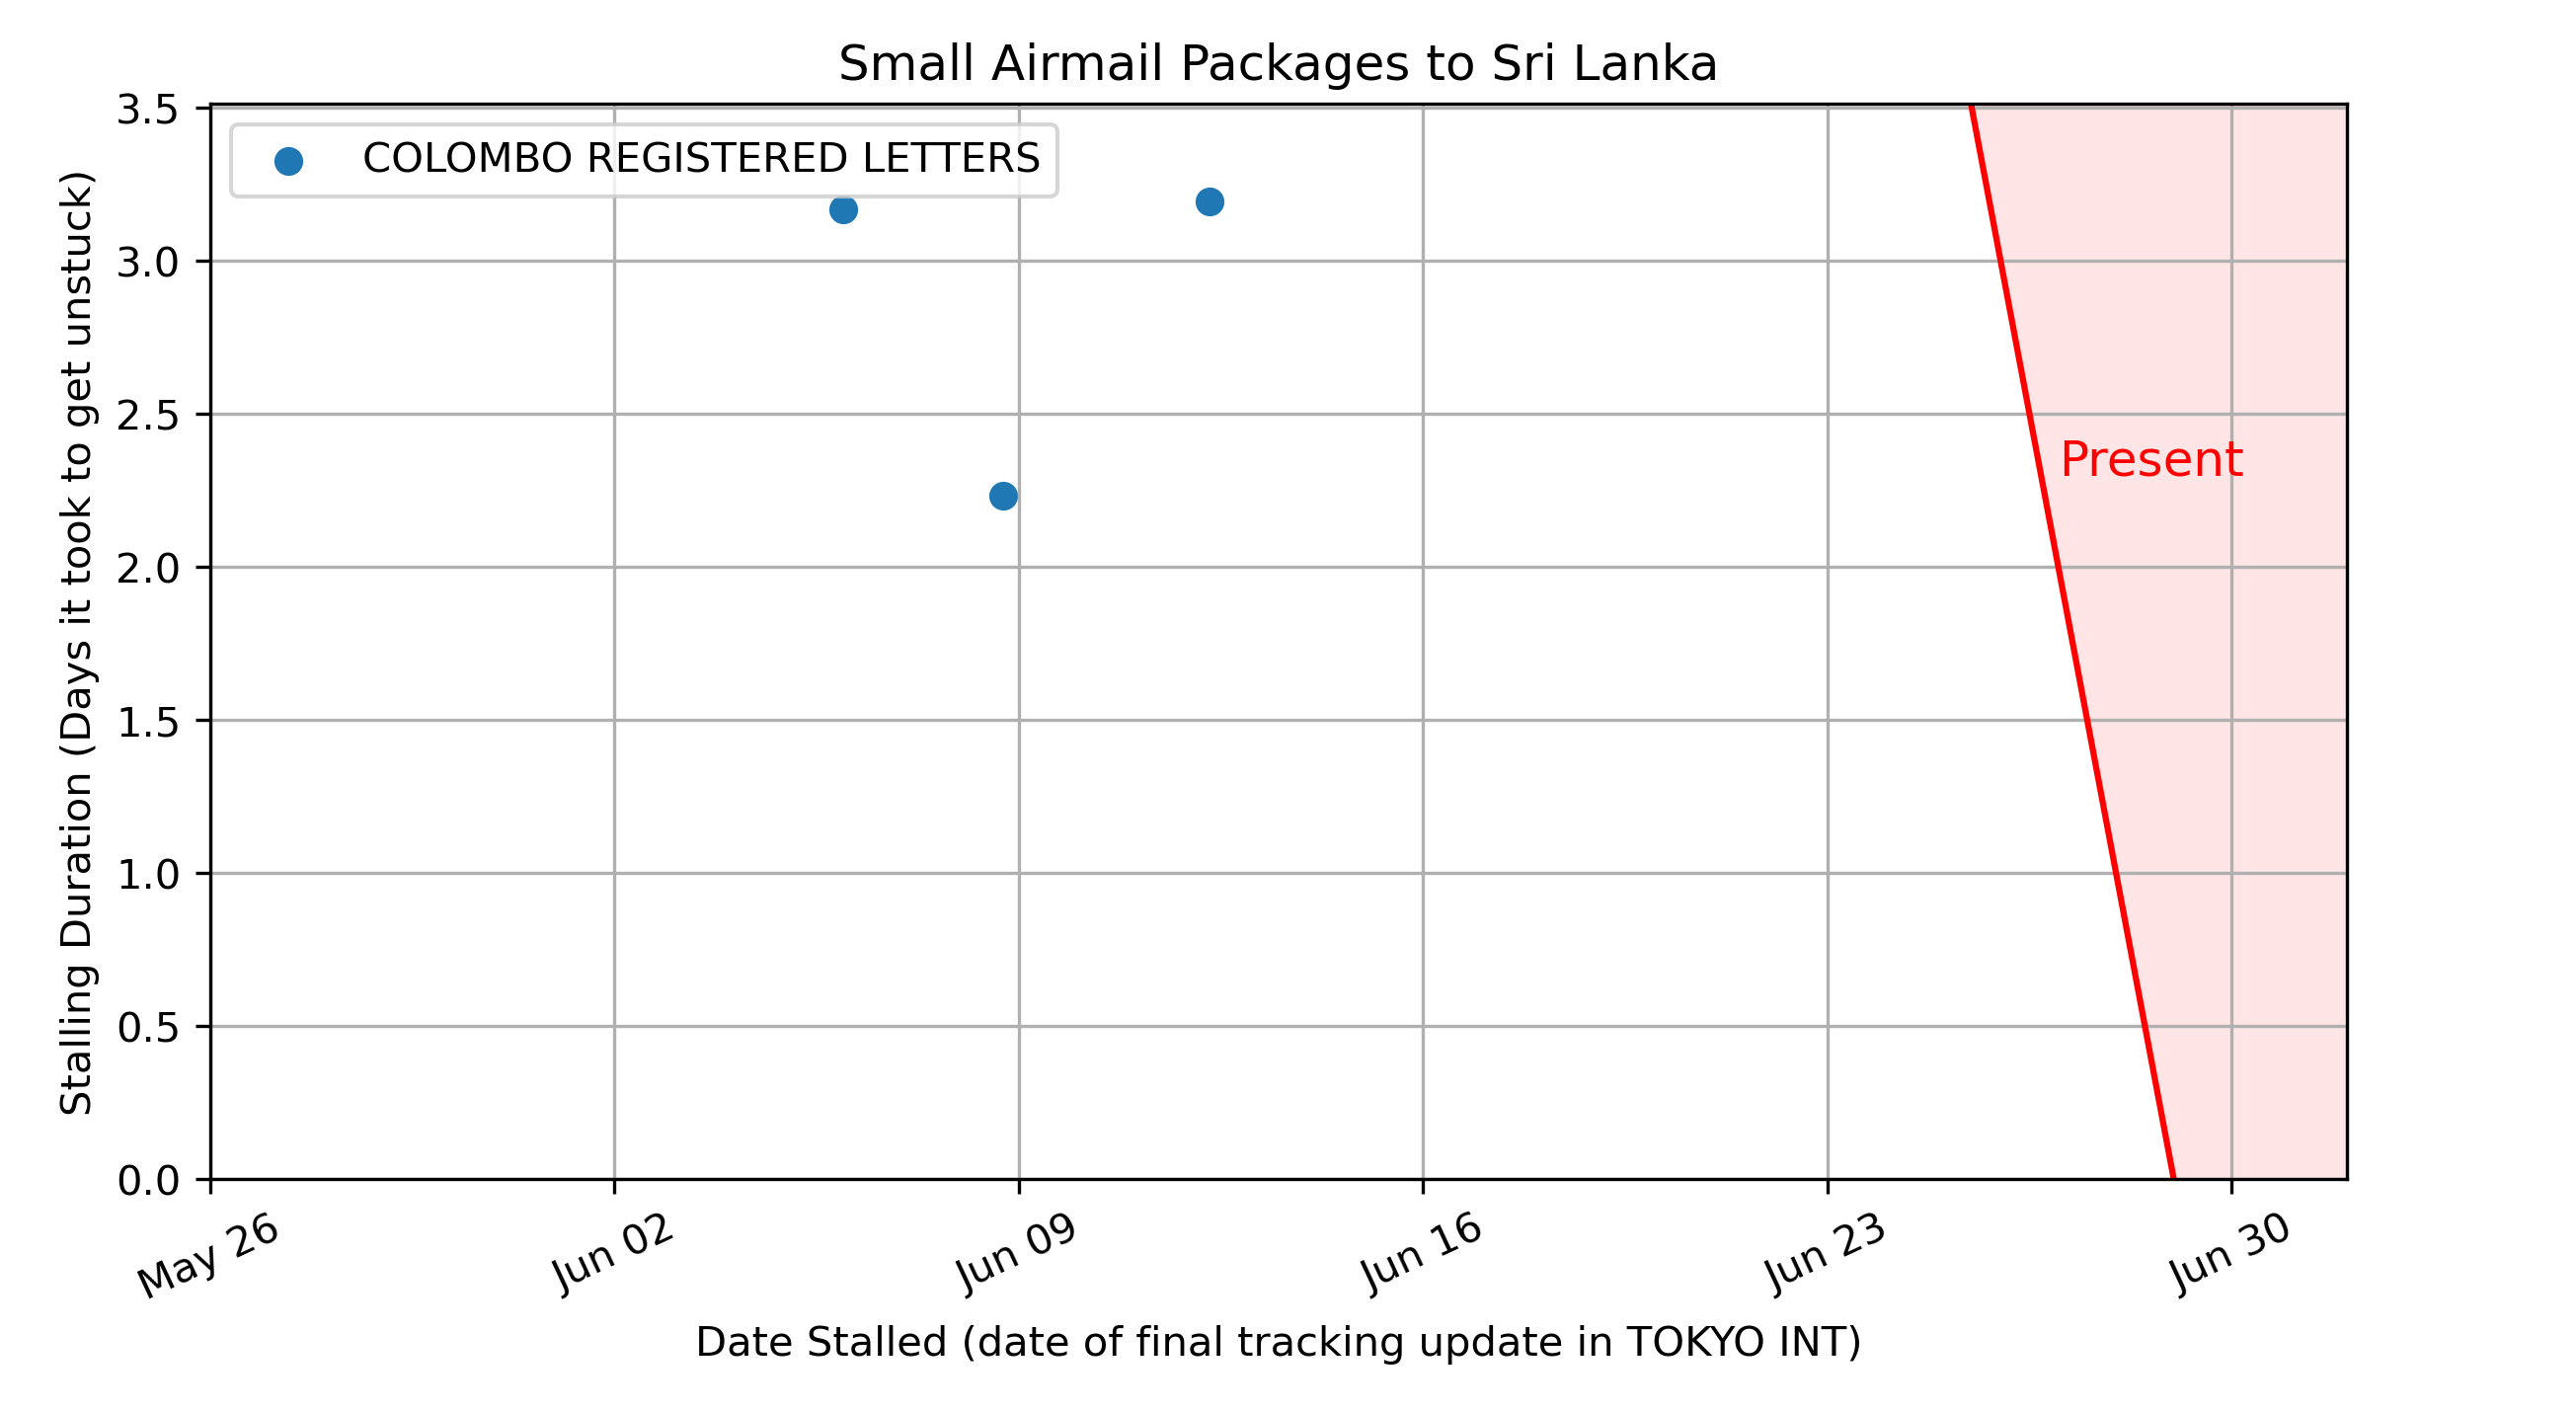 Small Airmail Packages to Sri Lanka
COLOMBO REGISTERED LETTERS
Present
Stalling Duration (Days it took to get unstuck)
3.5
3.0
2.5
2.0
1.5
1.0
0.5
0.0
May 26
Jun 02
Jun 09
Jun 16
Jun 23
Jun 30
Date Stalled (date of final tracking update in TOKYO INT)